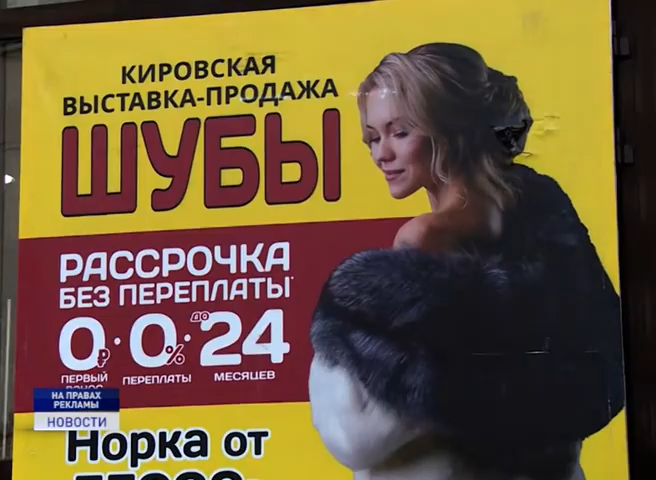 КИРОВСКАЯ
ВЫСТАВКА-ПРОДАЖА
ШУБЫ
РАССРОЧКА
БЕЗ ПЕРЕПЛАТЫ*
0₽·0%·ДО 24
ПЕРВЫЙ ПЕРЕПЛАТЫ МЕСЯЦЕВ
НА ПРАВАХ
РЕКЛАМЫ
НОВОСТИ
Норка от